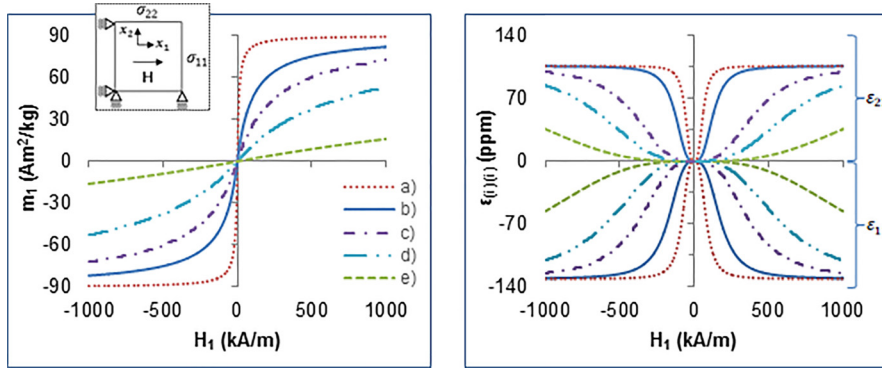 σ22
x2
x1
H
σ11
m1 (Am²/kg)
90
60
30
0
-30
-60
-90
-1000
-500
0
500
1000
H1 (kA/m)
a)
b)
c)
d)
e)
ε(i)(i) (ppm)
140
70
0
-70
-140
-1000
-500
0
500
1000
H1 (kA/m)
ε2
ε1